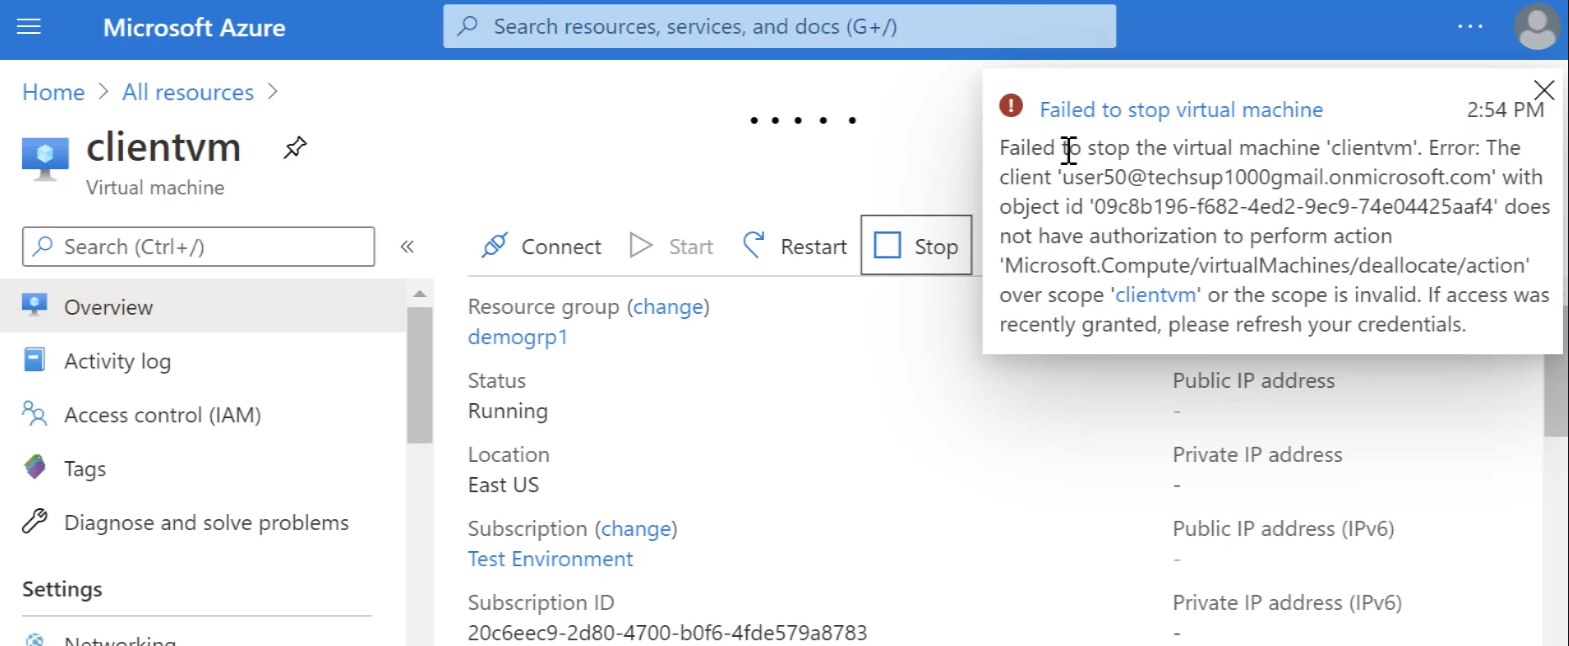 Microsoft Azure
Search resources, services, and docs (G+/)
Home > All resources >
clientvm
Virtual machine
Search (Ctrl+/)
«
Overview
Activity log
Access control (IAM)
Tags
Diagnose and solve problems
Settings
Networking
Connect
Start
Restart
Stop
Resource group (change)
demogrp1
Status
Running
Location
East US
Subscription (change)
Test Environment
Subscription ID
20c6eec9-2d80-4700-b0f6-4fde579a8783
Failed to stop virtual machine
2:54 PM
Failed to stop the virtual machine 'clientvm'. Error: The
client 'user50@techsup1000gmail.onmicrosoft.com' with
object id '09c8b196-f682-4ed2-9ec9-74e04425aaf4' does
not have authorization to perform action
'Microsoft.Compute/virtualMachines/deallocate/action'
over scope 'clientvm' or the scope is invalid. If access was
recently granted, please refresh your credentials.
Public IP address
-
Private IP address
-
Public IP address (IPv6)
-
Private IP address (IPv6)
-